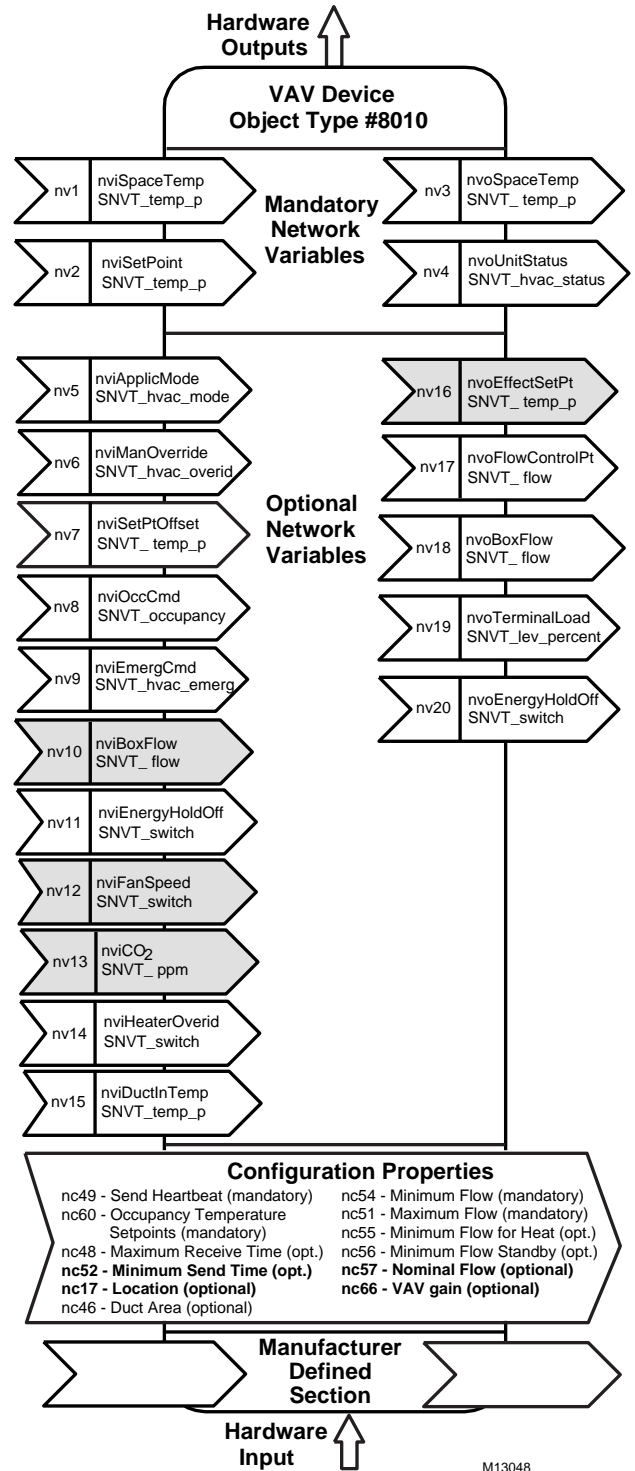 Hardware
Outputs
VAV Device
Object Type #8010
nv1
nviSpaceTemp
SNVT_temp_p
nv2
nviSetPoint
SNVT_temp_p
Mandatory
Network
Variables
nv3
nvoSpaceTemp
SNVT_ temp_p
nv4
nvoUnitStatus
SNVT_hvac_status
nv5
nviApplicMode
SNVT_hvac_mode
nv6
nviManOverride
SNVT_hvac_overid
nv7
nviSetPtOffset
SNVT_ temp_p
nv8
nviOccCmd
SNVT_occupancy
nv9
nviEmergCmd
SNVT_hvac_emerg
nv10
nviBoxFlow
SNVT_ flow
nv11
nviEnergyHoldOff
SNVT_switch
nv12
nviFanSpeed
SNVT_switch
nv13
nviCO2
SNVT_ ppm
nv14
nviHeaterOverid
SNVT_switch
nv15
nviDuctInTemp
SNVT_temp_p
Optional
Network
Variables
nv16
nvoEffectSetPt
SNVT_ temp_p
nv17
nvoFlowControlPt
SNVT_ flow
nv18
nvoBoxFlow
SNVT_ flow
nv19
nvoTerminalLoad
SNVT_lev_percent
nv20
nvoEnergyHoldOff
SNVT_switch
Configuration Properties
nc49 - Send Heartbeat (mandatory)
nc60 - Occupancy Temperature
Setpoints (mandatory)
nc48 - Maximum Receive Time (opt.)
nc52 - Minimum Send Time (opt.)
nc17 - Location (optional)
nc46 - Duct Area (optional)
nc54 - Minimum Flow (mandatory)
nc51 - Maximum Flow (mandatory)
nc55 - Minimum Flow for Heat (opt.)
nc56 - Minimum Flow Standby (opt.)
nc57 - Nominal Flow (optional)
nc66 - VAV gain (optional)
Manufacturer
Defined
Section
Hardware
Input
M13048